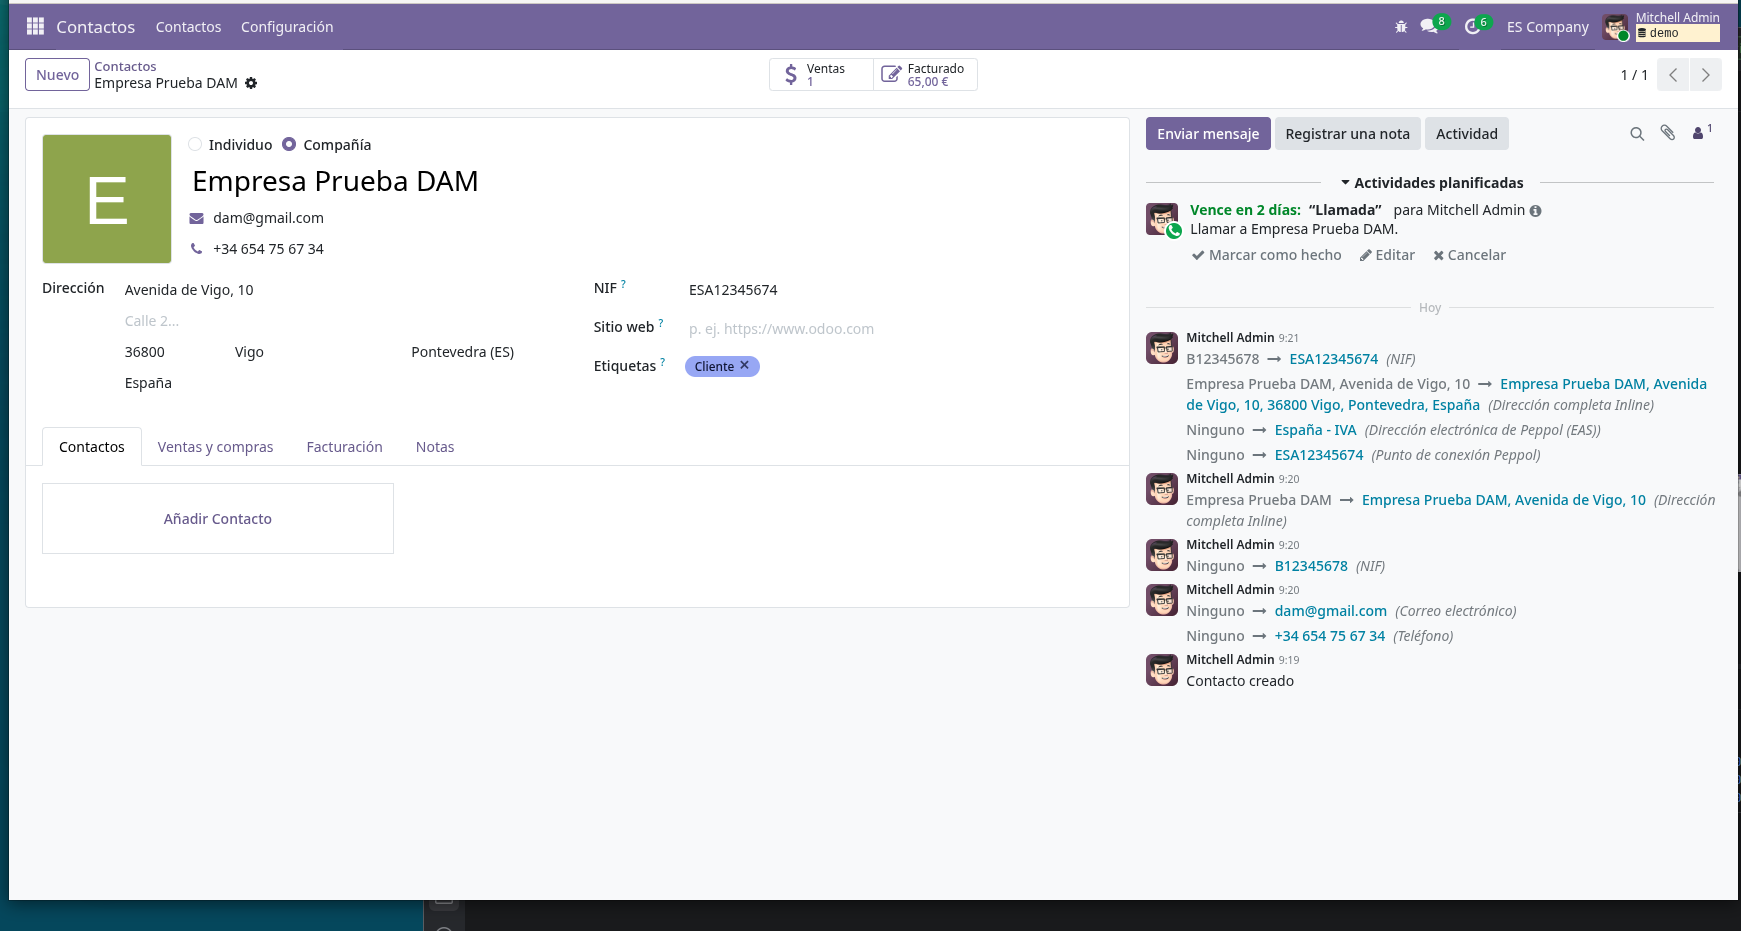 Contactos Contactos Configuración 8 6 ES Company Mitchell Admin
demo
Nuevo Contactos
Empresa Prueba DAM
Ventas
1
Facturado
65,00 €
1 / 1
E
Individuo Compañía
Empresa Prueba DAM
dam@gmail.com
+34 654 75 67 34
Dirección Avenida de Vigo, 10
Calle 2...
36800 Vigo Pontevedra (ES)
España
NIF ? ESA12345674
Sitio web ? p. ej. https://www.odoo.com
Etiquetas ? Cliente ×
Contactos Ventas y compras Facturación Notas
Añadir Contacto
Enviar mensaje Registrar una nota Actividad 1
Actividades planificadas
Vence en 2 días: “Llamada” para Mitchell Admin
Llamar a Empresa Prueba DAM.
Marcar como hecho Editar Cancelar
Hoy
Mitchell Admin 9:21
B12345678 → ESA12345674 (NIF)
Empresa Prueba DAM, Avenida de Vigo, 10 → Empresa Prueba DAM, Avenida
de Vigo, 10, 36800 Vigo, Pontevedra, España (Dirección completa Inline)
Ninguno → España - IVA (Dirección electrónica de Peppol (EAS))
Ninguno → ESA12345674 (Punto de conexión Peppol)
Mitchell Admin 9:20
Empresa Prueba DAM → Empresa Prueba DAM, Avenida de Vigo, 10 (Dirección
completa Inline)
Mitchell Admin 9:20
Ninguno → B12345678 (NIF)
Mitchell Admin 9:20
Ninguno → dam@gmail.com (Correo electrónico)
Ninguno → +34 654 75 67 34 (Teléfono)
Mitchell Admin 9:19
Contacto creado